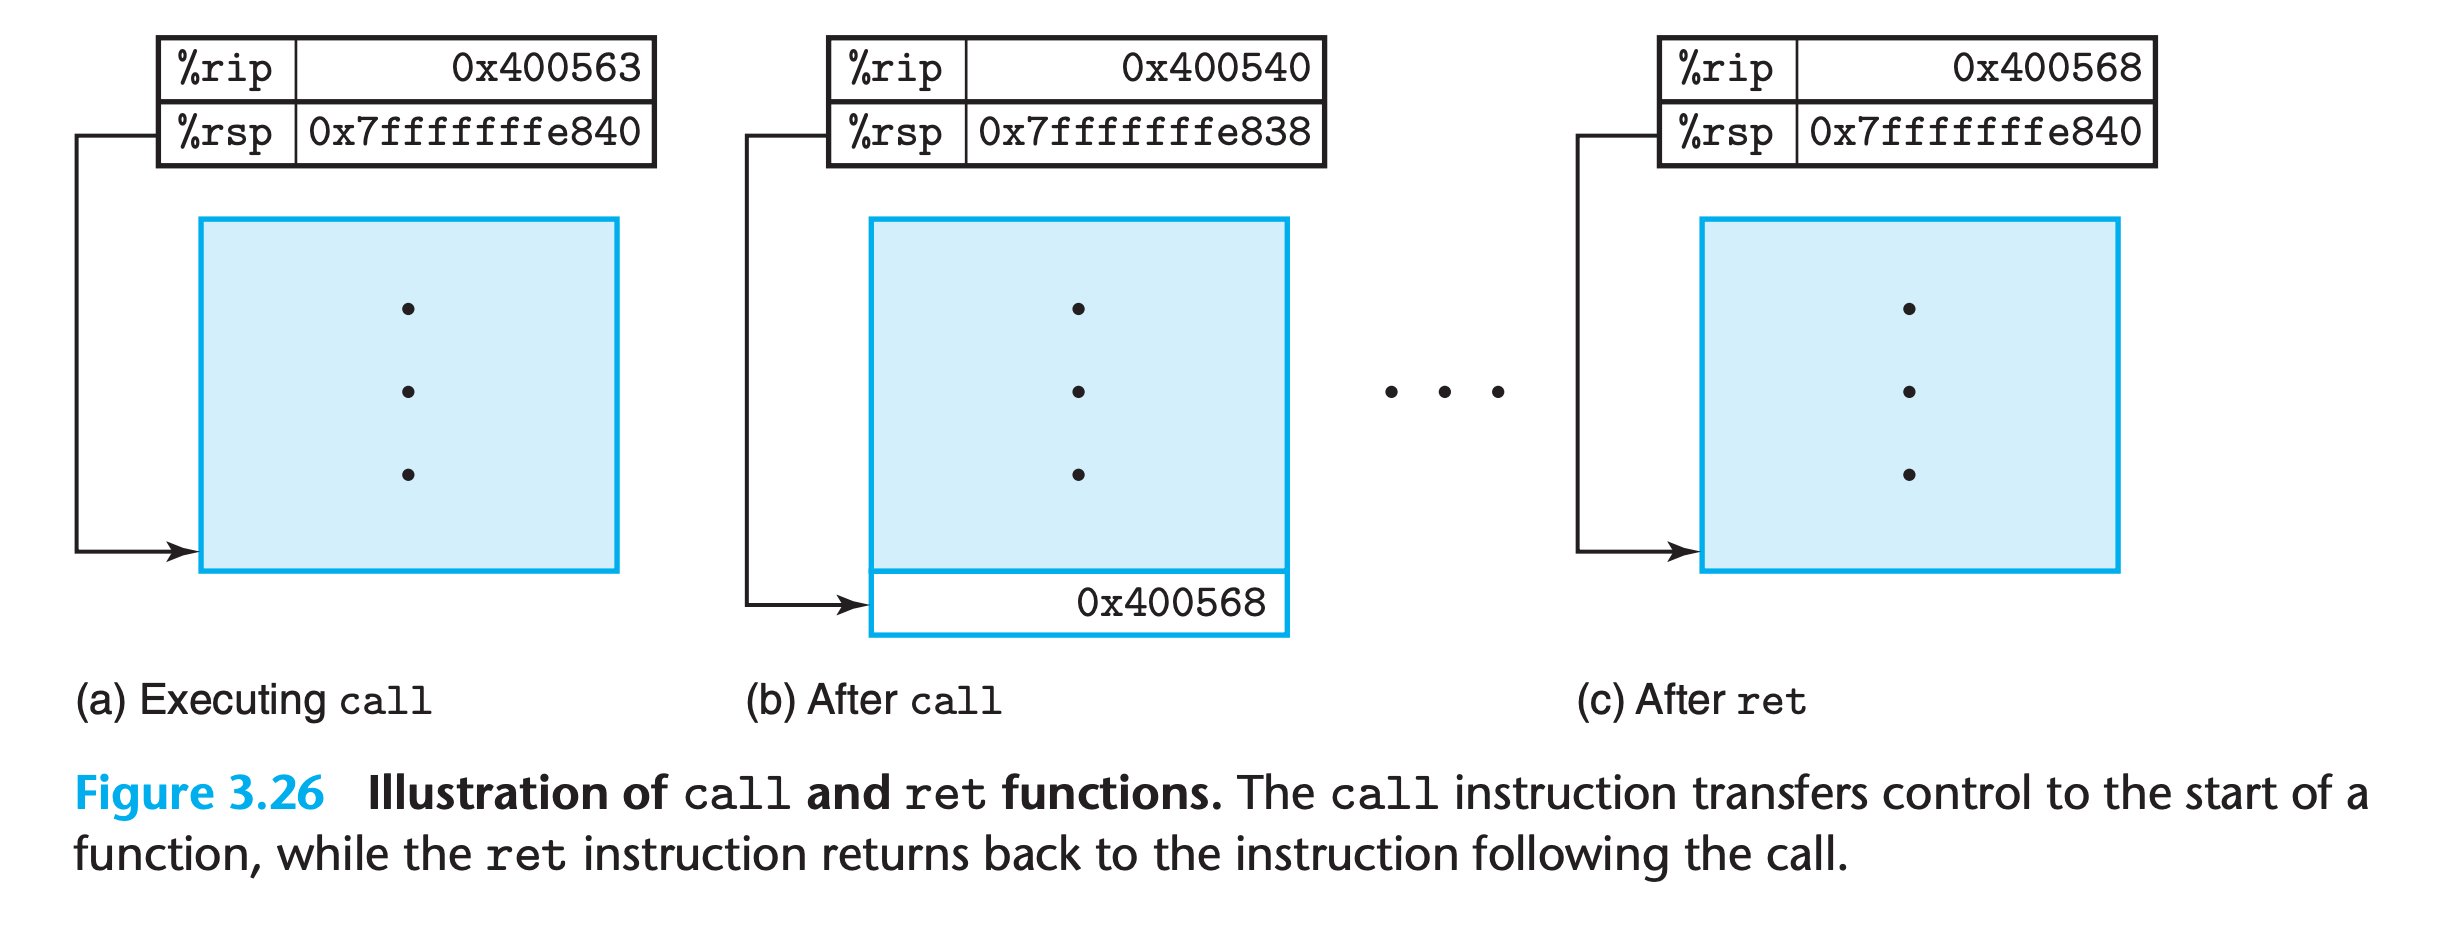 %rip 0x400563
%rsp 0x7fffffffe840
%rip 0x400540
%rsp 0x7fffffffe838
0x400568
%rip 0x400568
%rsp 0x7fffffffe840
(a) Executing call
(b) After call
(c) After ret
Figure 3.26 Illustration of call and ret functions. The call instruction transfers control to the start of a
function, while the ret instruction returns back to the instruction following the call.